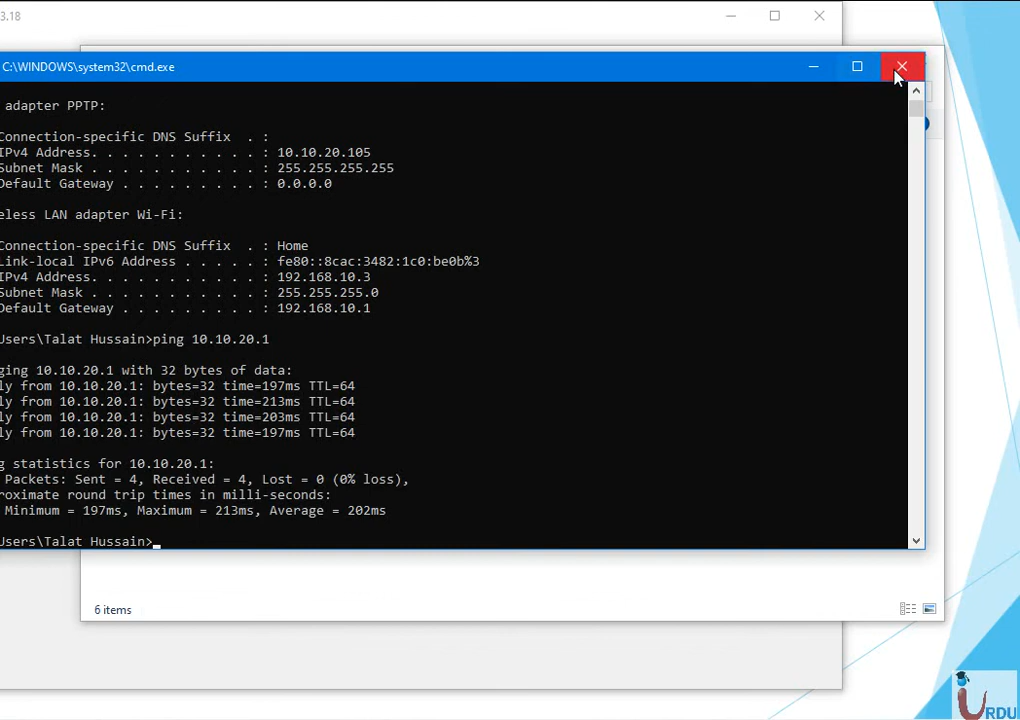 3.18
C:\WINDOWS\system32\cmd.exe
adapter PPTP:
Connection-specific DNS Suffix . :
IPv4 Address. . . . . . . . . . . : 10.10.20.105
Subnet Mask . . . . . . . . . . . : 255.255.255.255
Default Gateway . . . . . . . . . : 0.0.0.0
eless LAN adapter Wi-Fi:
Connection-specific DNS Suffix . : Home
Link-local IPv6 Address . . . . . : fe80::8cac:3482:1c0:be0b%3
IPv4 Address. . . . . . . . . . . : 192.168.10.3
Subnet Mask . . . . . . . . . . . : 255.255.255.0
Default Gateway . . . . . . . . . : 192.168.10.1
Users\Talat Hussain>ping 10.10.20.1
ging 10.10.20.1 with 32 bytes of data:
ly from 10.10.20.1: bytes=32 time=197ms TTL=64
ly from 10.10.20.1: bytes=32 time=213ms TTL=64
ly from 10.10.20.1: bytes=32 time=203ms TTL=64
ly from 10.10.20.1: bytes=32 time=197ms TTL=64
g statistics for 10.10.20.1:
Packets: Sent = 4, Received = 4, Lost = 0 (0% loss),
roximate round trip times in milli-seconds:
Minimum = 197ms, Maximum = 213ms, Average = 202ms
Users\Talat Hussain>
6 items
URDU